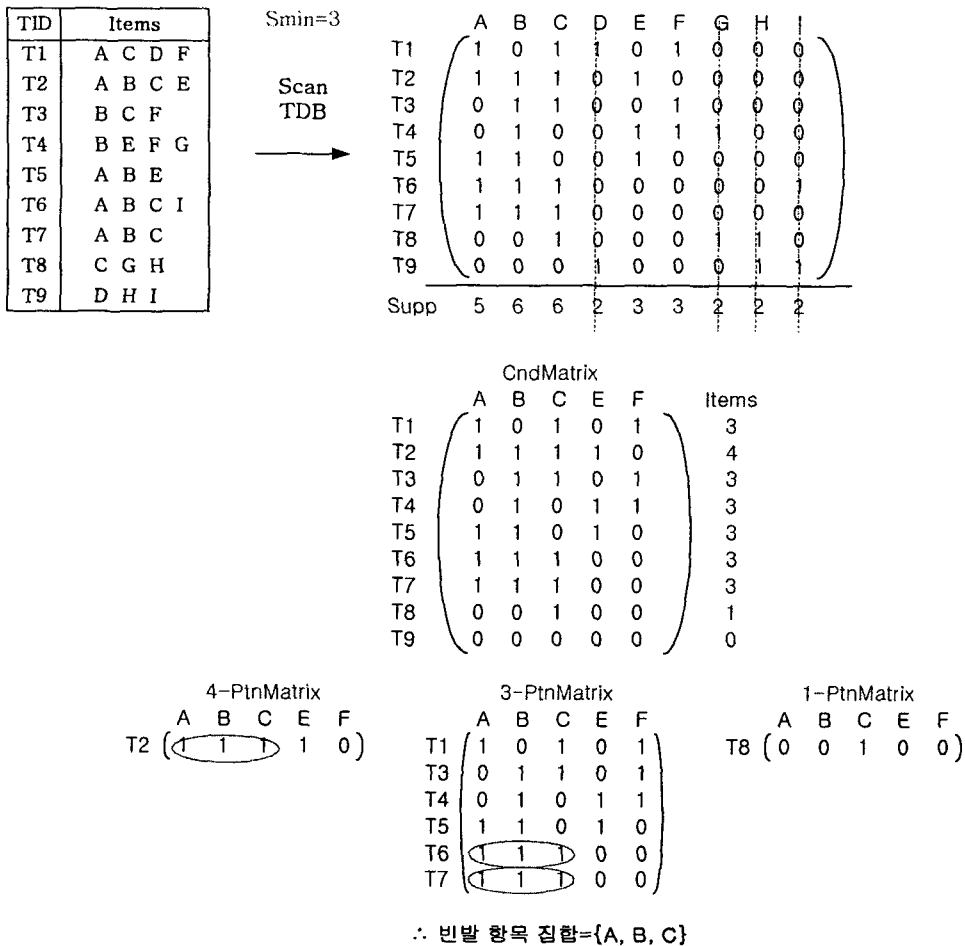 TID Items
T1 A C D F
T2 A B C E
T3 B C F
T4 B E F G
T5 A B E
T6 A B C I
T7 A B C
T8 C G H
T9 D H I
Smin=3
Scan
TDB
A B C D E F G H I
T1 1 0 1 1 0 1 0 0 0
T2 1 1 1 0 1 0 0 0 0
T3 0 1 1 0 0 1 0 0 0
T4 0 1 0 0 1 1 1 0 0
T5 1 1 0 0 1 0 0 0 0
T6 1 1 1 0 0 0 0 0 1
T7 1 1 1 0 0 0 0 0 0
T8 0 0 1 0 0 0 1 1 0
T9 0 0 0 1 0 0 0 1 1
Supp 5 6 6 2 3 3 2 2 2
CndMatrix
A B C E F Items
T1 1 0 1 0 1 3
T2 1 1 1 1 0 4
T3 0 1 1 0 1 3
T4 0 1 0 1 1 3
T5 1 1 0 1 0 3
T6 1 1 1 0 0 3
T7 1 1 1 0 0 3
T8 0 0 1 0 0 1
T9 0 0 0 0 0 0
4-PtnMatrix
A B C E F
T2 (1 1 1 1 0)
3-PtnMatrix
A B C E F
T1 1 0 1 0 1
T3 0 1 1 0 1
T4 0 1 0 1 1
T5 1 1 0 1 0
T6 1 1 1 0 0
T7 1 1 1 0 0
1-PtnMatrix
A B C E F
T8 (0 0 1 0 0)
∴ 빈발 항목 집합={A, B, C}